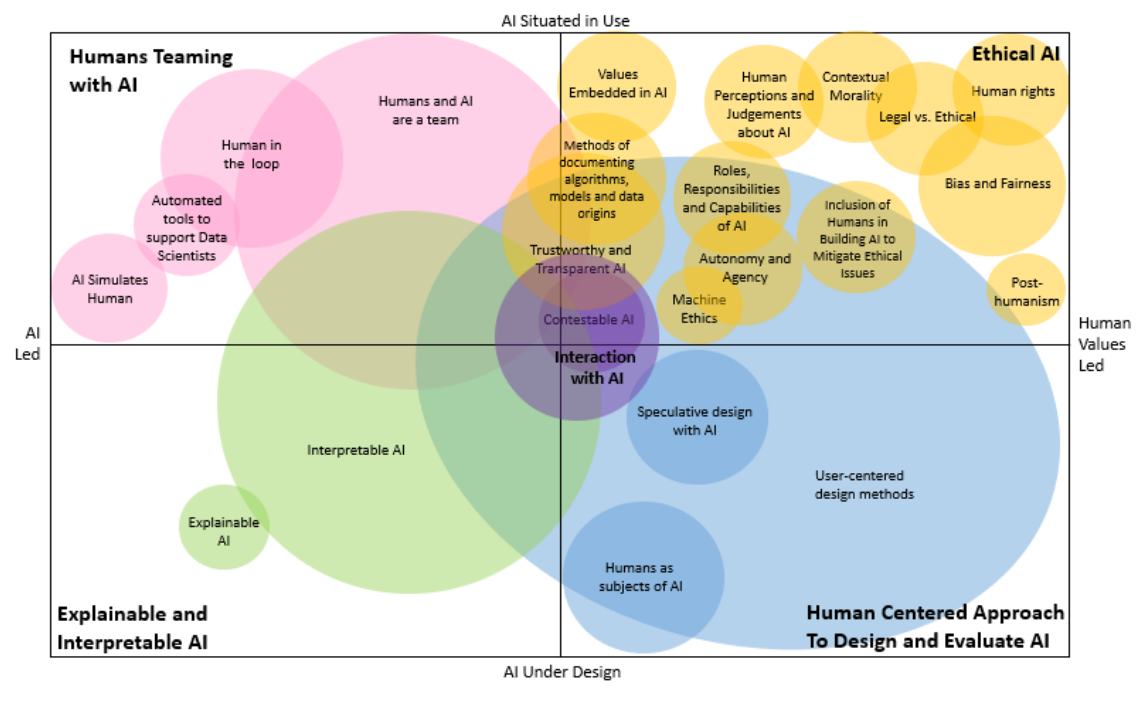 AI Situated in Use
Humans Teaming
with AI
Ethical AI
Humans and AI
are a team
Human in
the loop
Automated
tools to
support Data
Scientists
AI Simulates
Human
Values
Embedded in AI
Human
Perceptions and
Judgements
about AI
Contextual
Morality
Legal vs. Ethical
Human rights
Bias and Fairness
Methods of
documenting
algorithms,
models and data
origins
Roles,
Responsibilities
and Capabilities
of AI
Inclusion of
Humans in
Building AI to
Mitigate Ethical
Issues
Trustworthy and
Transparent AI
Autonomy and
Agency
Machine
Ethics
Post-
humanism
Contestable AI
AI
Led
Human
Values
Led
Interaction
with AI
Speculative design
with AI
Interpretable AI
User-centered
design methods
Explainable
AI
Humans as
subjects of AI
Explainable and
Interpretable AI
Human Centered Approach
To Design and Evaluate AI
AI Under Design